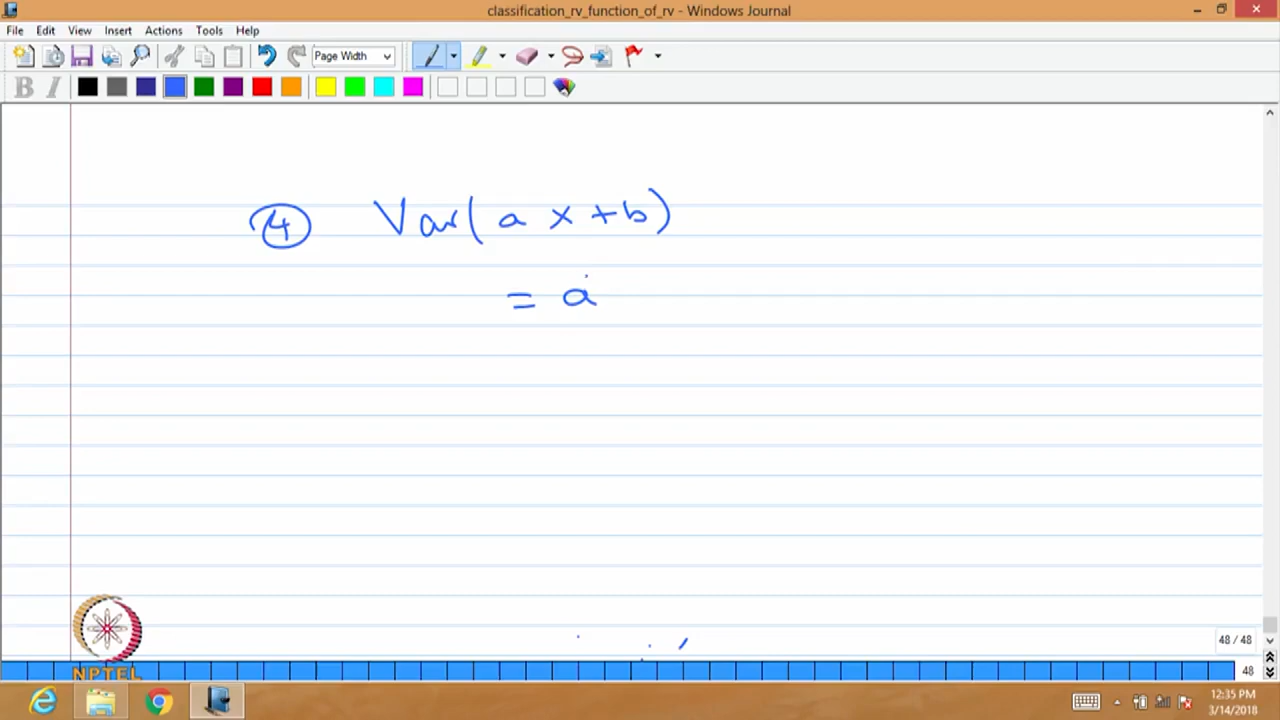 classification_rv_function_of_rv - Windows Journal
File Edit View Insert Actions Tools Help
Page Width
B I
④ Var( a x + b )
= a
48 / 48
48
NPTEL
12:35 PM
3/14/2018